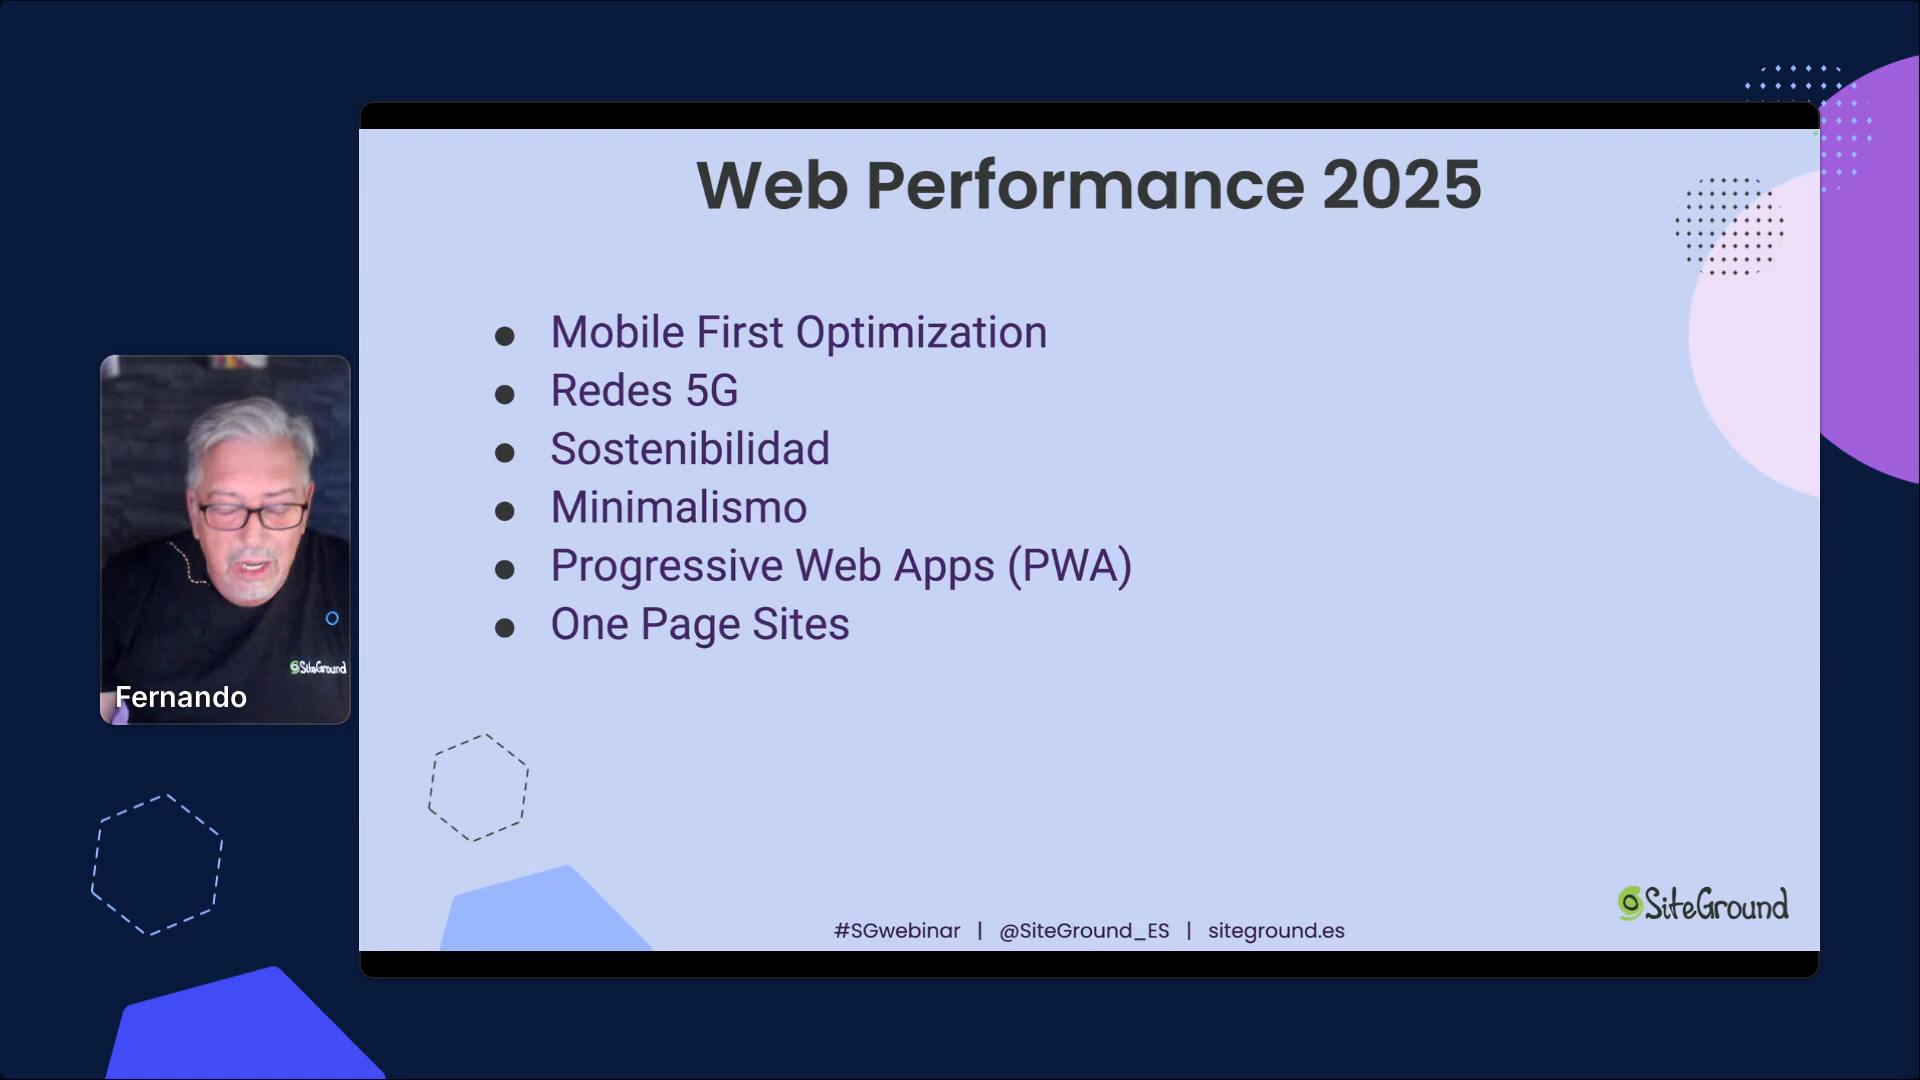 Web Performance 2025
● Mobile First Optimization
● Redes 5G
● Sostenibilidad
● Minimalismo
● Progressive Web Apps (PWA)
● One Page Sites
SiteGround
Fernando
#SGwebinar | @SiteGround_ES | siteground.es
SiteGround